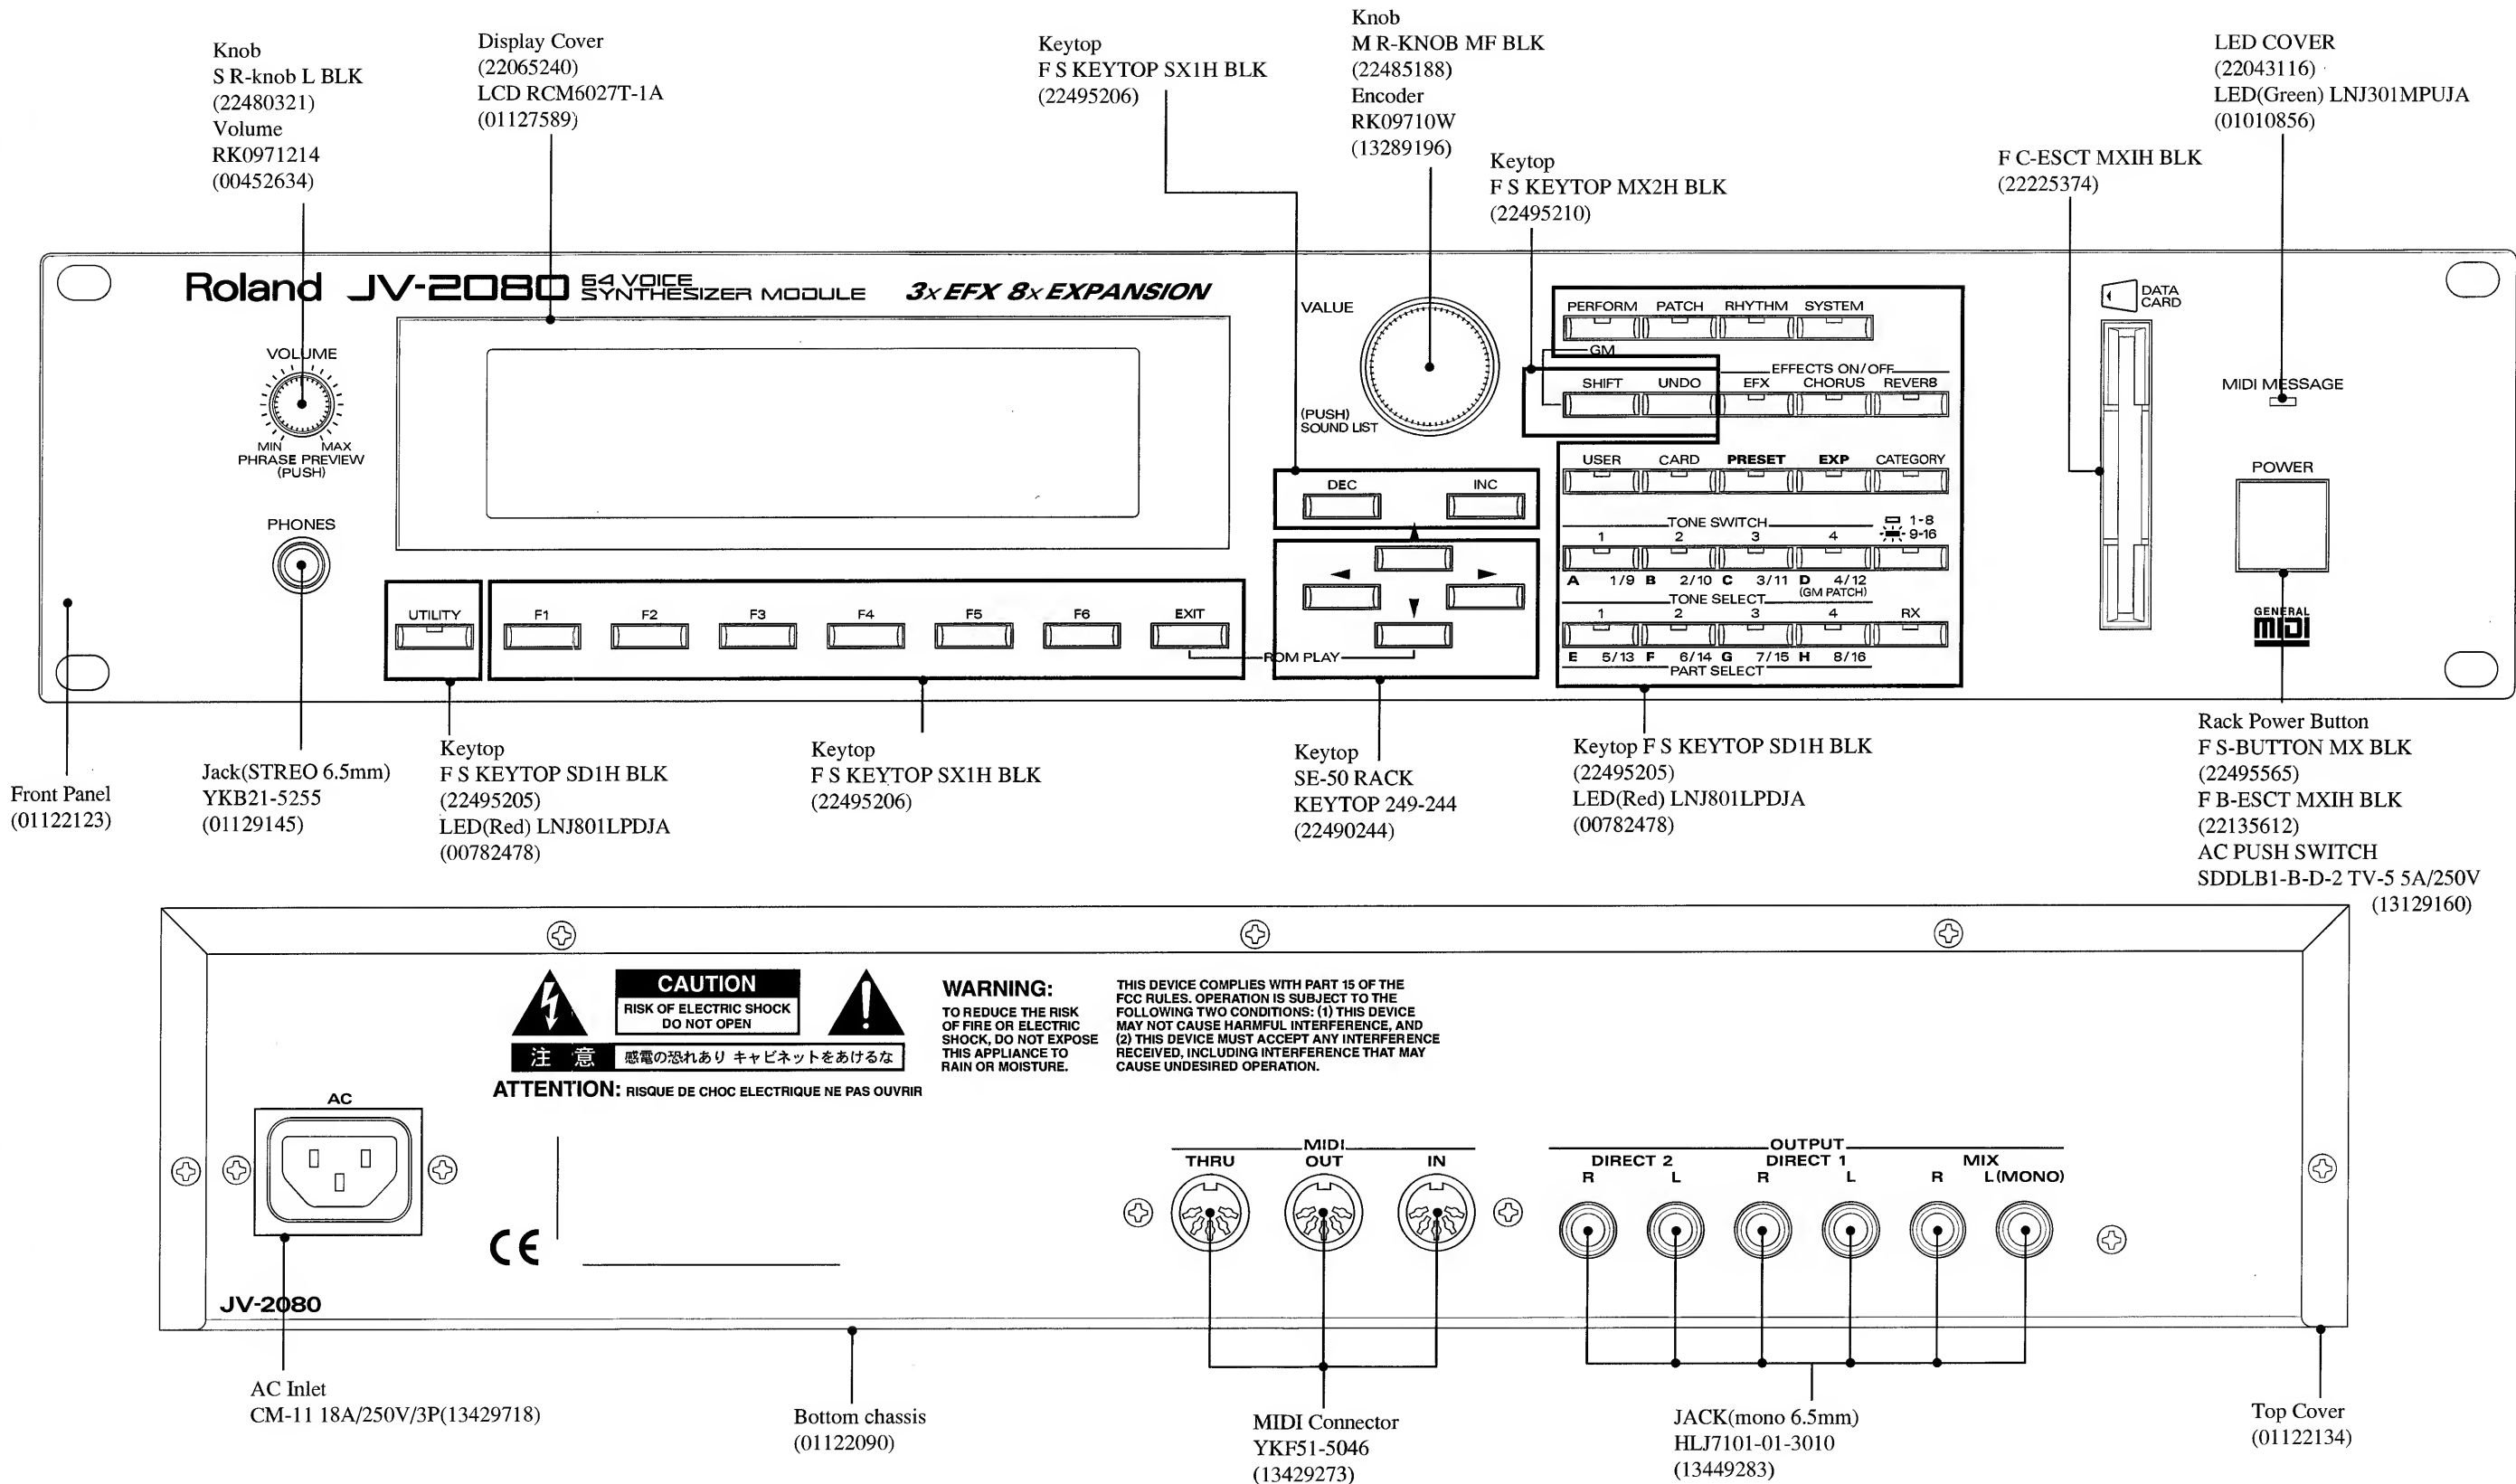 Knob
S R-knob L BLK
(22480321)
Volume
RK0971214
(00452634)
Display Cover
(22065240)
LCD RCM6027T-1A
(01127589)
Keytop
F S KEYTOP SX1H BLK
(22495206)
Knob
M R-KNOB MF BLK
(22485188)
Encoder
RK09710W
(13289196)
Keytop
F S KEYTOP MX2H BLK
(22495210)
F C-ESCT MXIH BLK
(22225374)
LED COVER
(22043116)
LED(Green) LNJ301MPUJA
(01010856)
Roland JV-2080 64 VOICE SYNTHESIZER MODULE 3x EFX 8x EXPANSION
VOLUME
MIN MAX
PHRASE PREVIEW
(PUSH)
PHONES
UTILITY F1 F2 F3 F4 F5 F6 EXIT
ROM PLAY
VALUE
(PUSH)
SOUND LIST
DEC INC
PERFORM PATCH RHYTHM SYSTEM
GM
EFFECTS ON/OFF
SHIFT UNDO EFX CHORUS REVERB
USER CARD PRESET EXP CATEGORY
TONE SWITCH 1-8
1 2 3 4 9-16
A 1/9 B 2/10 C 3/11 D 4/12
(GM PATCH)
TONE SELECT
1 2 3 4 RX
E 5/13 F 6/14 G 7/15 H 8/16
PART SELECT
DATA
CARD
MIDI MESSAGE
POWER
GENERAL
MIDI
Front Panel
(01122123)
Jack(STREO 6.5mm)
YKB21-5255
(01129145)
Keytop
F S KEYTOP SD1H BLK
(22495205)
LED(Red) LNJ801LPDJA
(00782478)
Keytop
F S KEYTOP SX1H BLK
(22495206)
Keytop
SE-50 RACK
KEYTOP 249-244
(22490244)
Keytop F S KEYTOP SD1H BLK
(22495205)
LED(Red) LNJ801LPDJA
(00782478)
Rack Power Button
F S-BUTTON MX BLK
(22495565)
F B-ESCT MXIH BLK
(22135612)
AC PUSH SWITCH
SDDLB1-B-D-2 TV-5 5A/250V
(13129160)
CAUTION
RISK OF ELECTRIC SHOCK
DO NOT OPEN
注 意 感電の恐れあり キャビネットをあけるな
ATTENTION: RISQUE DE CHOC ELECTRIQUE NE PAS OUVRIR
WARNING:
TO REDUCE THE RISK
OF FIRE OR ELECTRIC
SHOCK, DO NOT EXPOSE
THIS APPLIANCE TO
RAIN OR MOISTURE.
THIS DEVICE COMPLIES WITH PART 15 OF THE
FCC RULES. OPERATION IS SUBJECT TO THE
FOLLOWING TWO CONDITIONS: (1) THIS DEVICE
MAY NOT CAUSE HARMFUL INTERFERENCE, AND
(2) THIS DEVICE MUST ACCEPT ANY INTERFERENCE
RECEIVED, INCLUDING INTERFERENCE THAT MAY
CAUSE UNDESIRED OPERATION.
AC
CE
JV-2080
MIDI
THRU OUT IN
OUTPUT
DIRECT 2 DIRECT 1 MIX
R L R L R L(MONO)
AC Inlet
CM-11 18A/250V/3P(13429718)
Bottom chassis
(01122090)
MIDI Connector
YKF51-5046
(13429273)
JACK(mono 6.5mm)
HLJ7101-01-3010
(13449283)
Top Cover
(01122134)